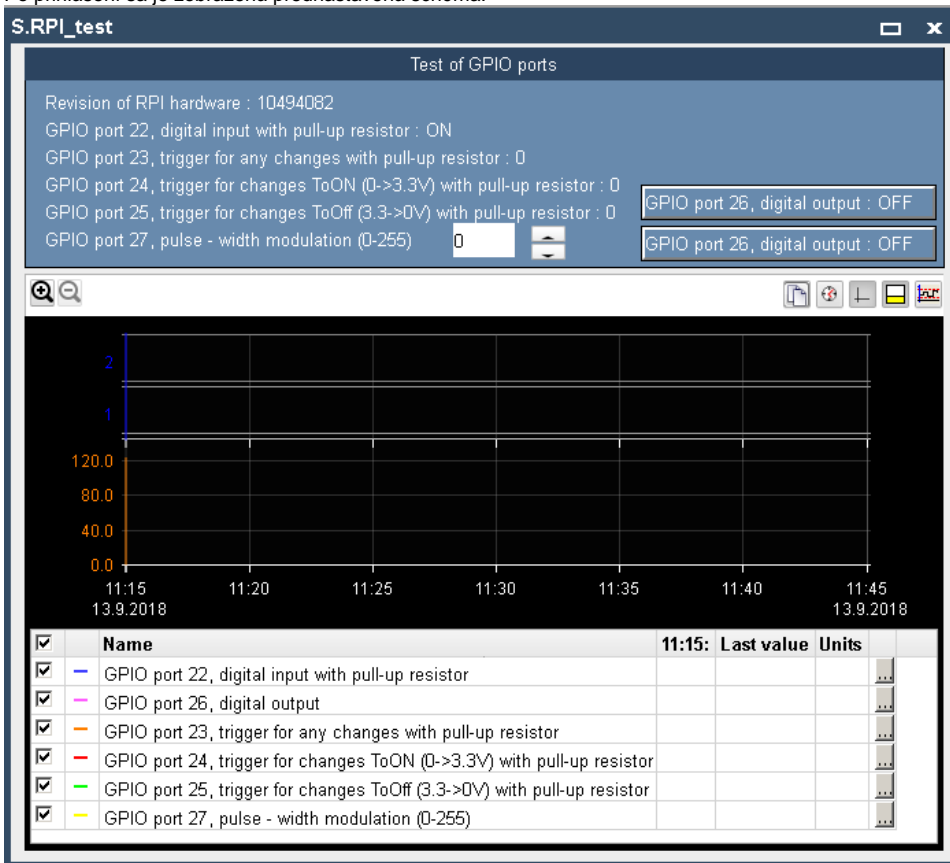 Po prihlásení sa je zobrazená prednastavená schéma.
S.RPI_test
Test of GPIO ports
Revision of RPI hardware : 10494082
GPIO port 22, digital input with pull-up resistor : ON
GPIO port 23, trigger for any changes with pull-up resistor : 0
GPIO port 24, trigger for changes ToON (0->3.3V) with pull-up resistor : 0
GPIO port 25, trigger for changes ToOff (3.3->0V) with pull-up resistor : 0
GPIO port 26, digital output : OFF
GPIO port 27, pulse - width modulation (0-255) 0
GPIO port 26, digital output : OFF
2
1
120.0
80.0
40.0
0.0
11:15 11:20 11:25 11:30 11:35 11:40 11:45
13.9.2018 13.9.2018
Name 11:15: Last value Units
GPIO port 22, digital input with pull-up resistor ...
GPIO port 26, digital output ...
GPIO port 23, trigger for any changes with pull-up resistor ...
GPIO port 24, trigger for changes ToON (0->3.3V) with pull-up resistor ...
GPIO port 25, trigger for changes ToOff (3.3->0V) with pull-up resistor ...
GPIO port 27, pulse - width modulation (0-255) ...